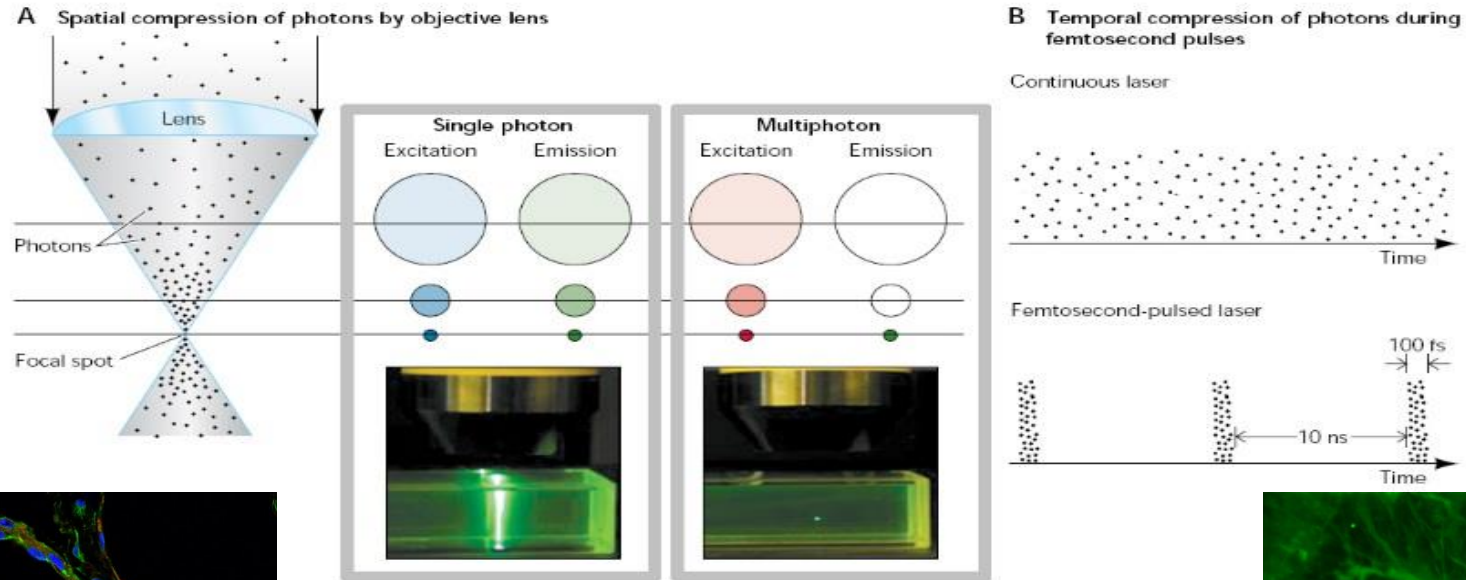 A Spatial compression of photons by objective lens
Lens
Photons
Focal spot
Single photon
Excitation Emission
Multiphoton
Excitation Emission
B Temporal compression of photons during
femtosecond pulses
Continuous laser
Time
Femtosecond-pulsed laser
100 fs
10 ns
Time